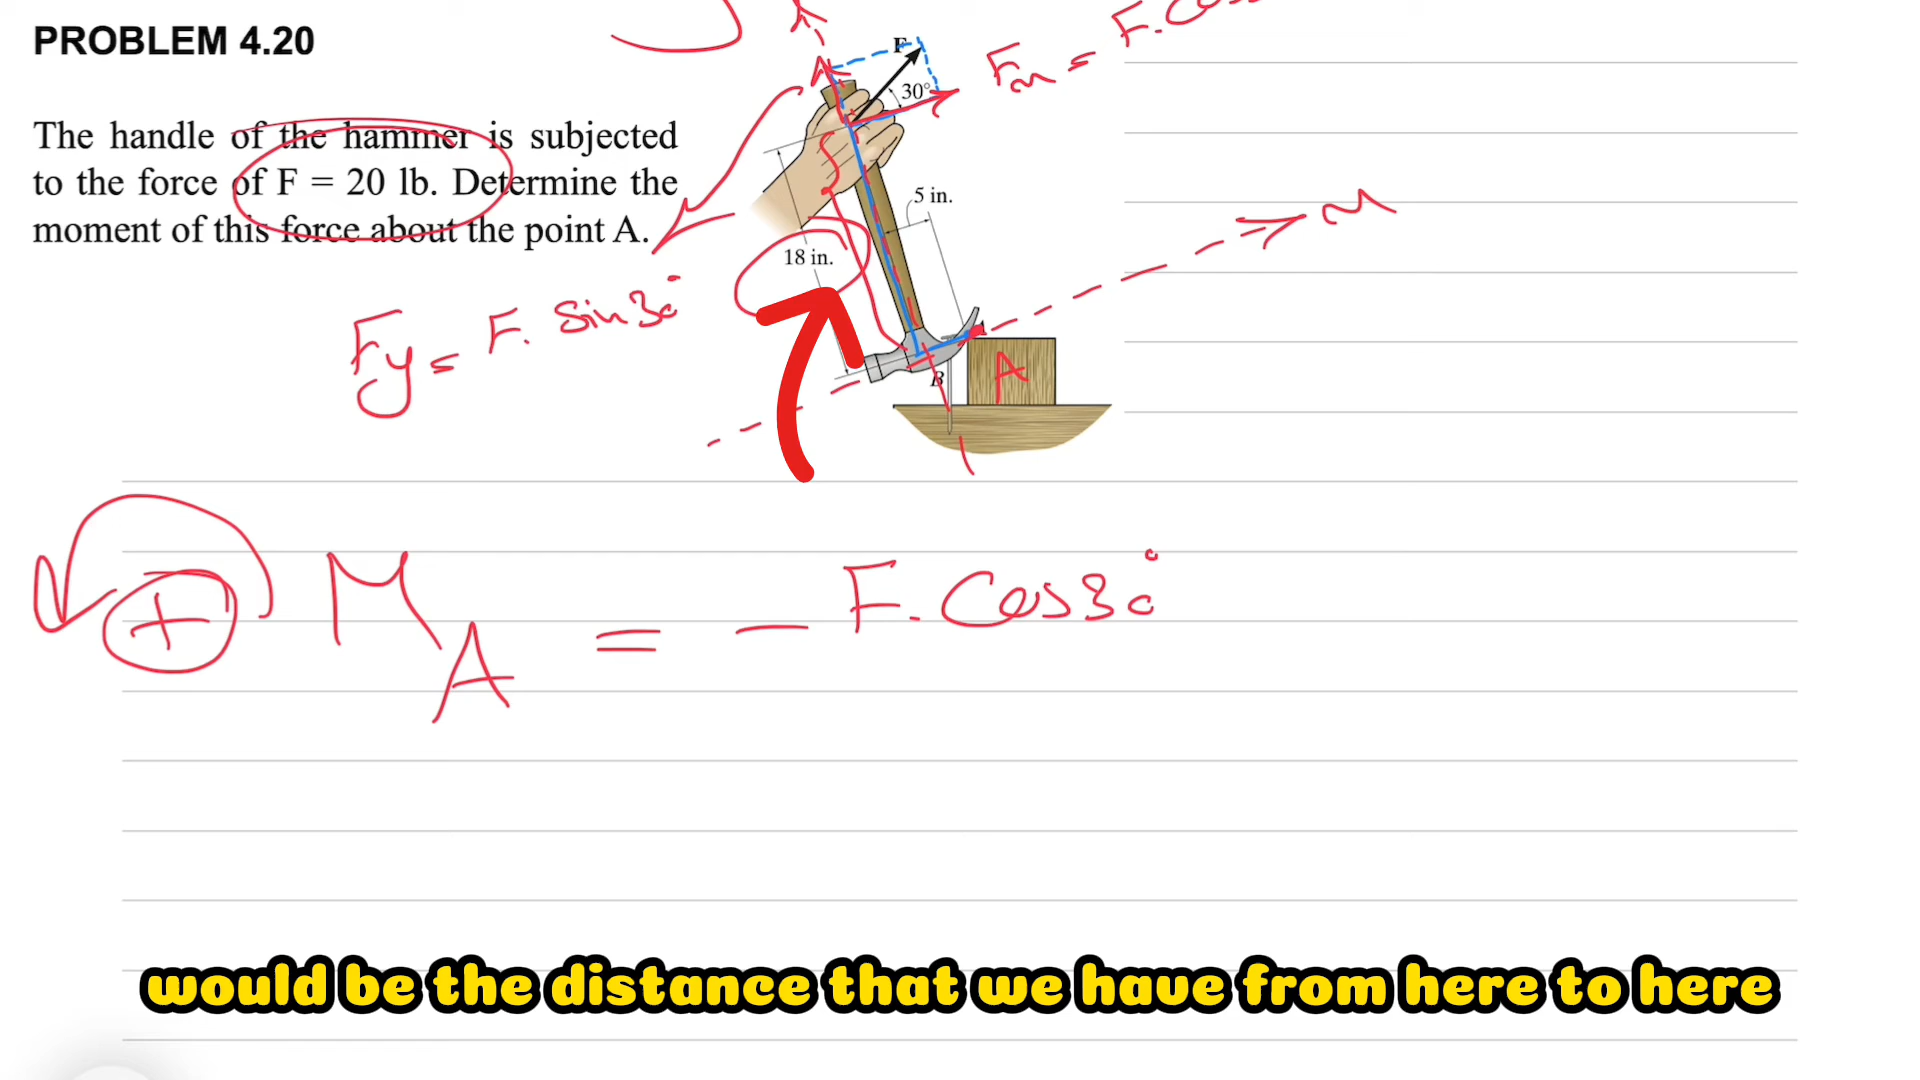 PROBLEM 4.20
The handle of the hammer is subjected
to the force of F = 20 lb. Determine the
moment of this force about the point A.
F
30°
5 in.
18 in.
B
A
Fy = F. Sin 30°
M_A = - F. Cos 30°
would be the distance that we have from here to here